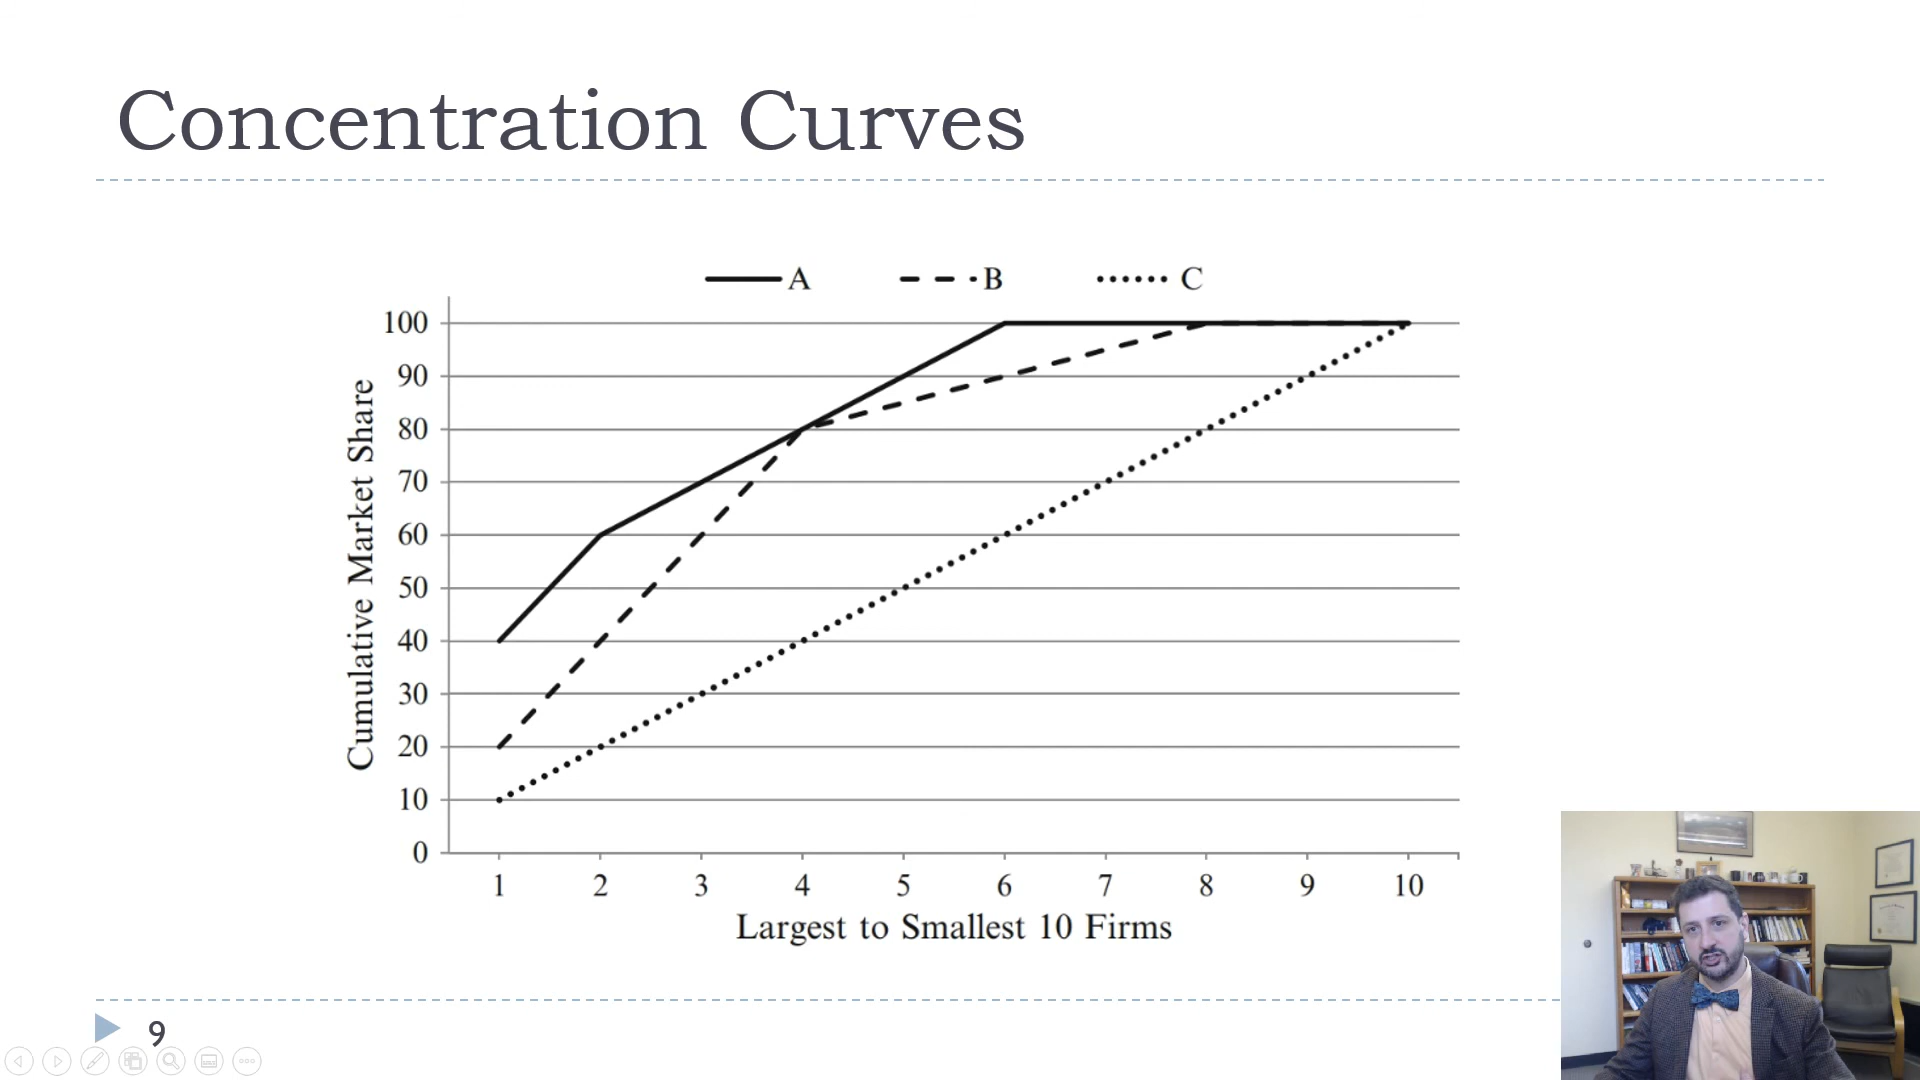 Concentration Curves
A B C
100
90
80
70
60
50
40
30
20
10
0
Cumulative Market Share
1 2 3 4 5 6 7 8 9 10
Largest to Smallest 10 Firms
9